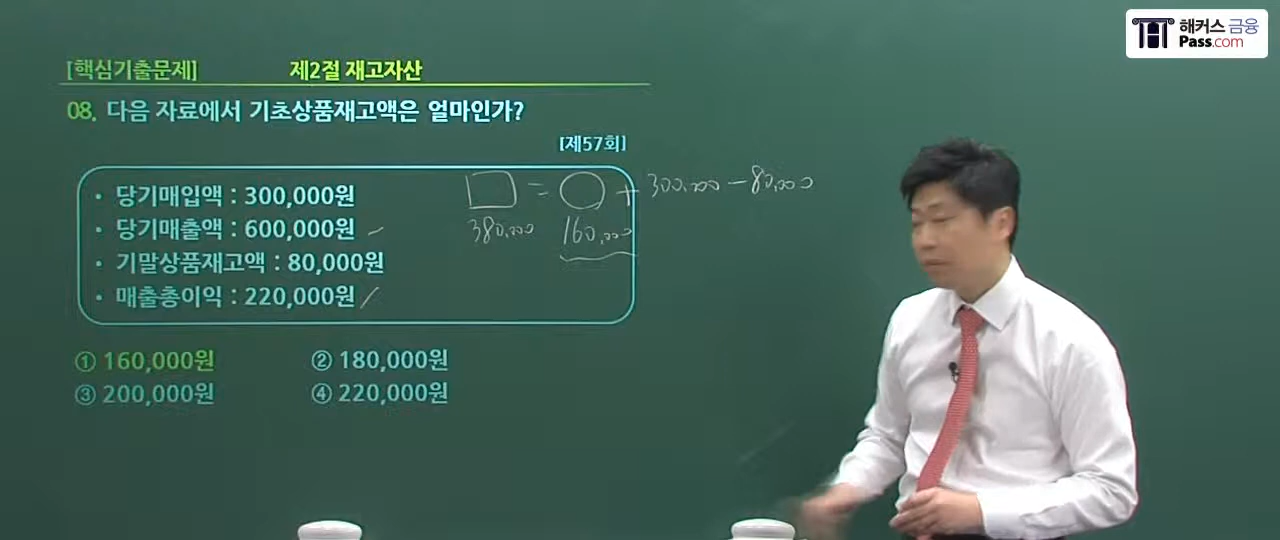 해커스 금융
Pass.com
[핵심기출문제] 제2절 재고자산
08. 다음 자료에서 기초상품재고액은 얼마인가?
[제57회]
• 당기매입액 : 300,000원
• 당기매출액 : 600,000원
• 기말상품재고액 : 80,000원
• 매출총이익 : 220,000원
□ = ○ + 300,000 - 80,000
380,000 160,000
① 160,000원 ② 180,000원
③ 200,000원 ④ 220,000원